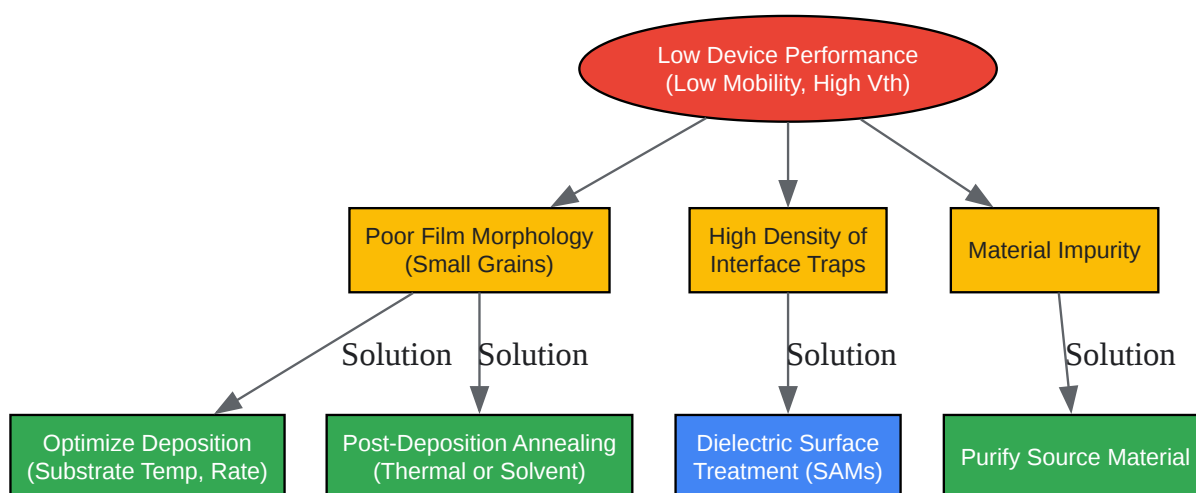 Low Device Performance
(Low Mobility, High Vth)
Poor Film Morphology
(Small Grains)
High Density of
Interface Traps
Material Impurity
Solution
Solution
Solution
Solution
Optimize Deposition
(Substrate Temp, Rate)
Post-Deposition Annealing
(Thermal or Solvent)
Dielectric Surface
Treatment (SAMs)
Purify Source Material